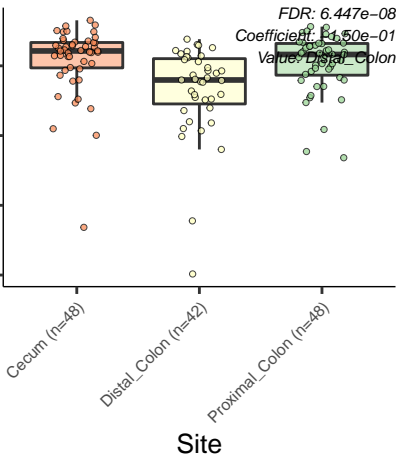 FDR: 6.447e−08
Coefficient: −1.50e−01
Value: Distal_Colon
Cecum (n=48)
Distal_Colon (n=42)
Proximal_Colon (n=48)
Site